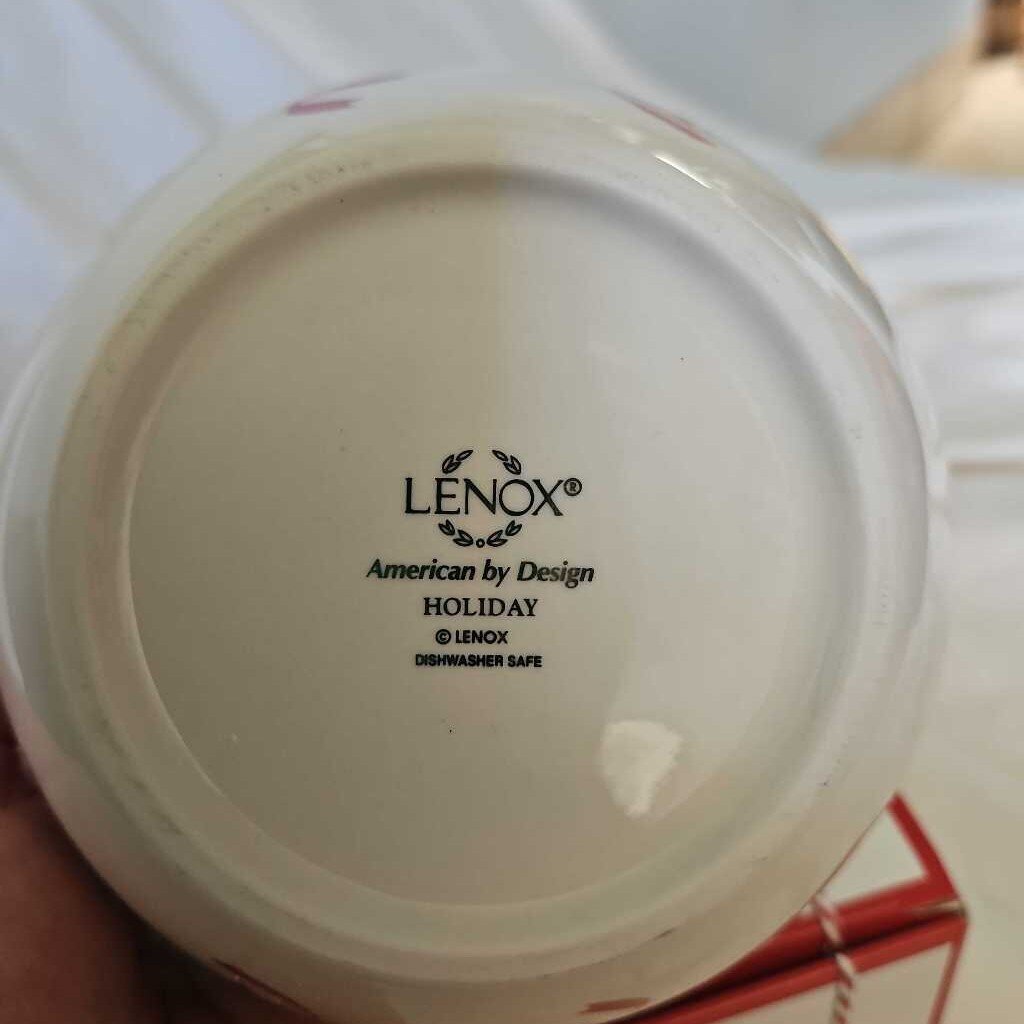 LENOX®
American by Design
HOLIDAY
© LENOX
DISHWASHER SAFE